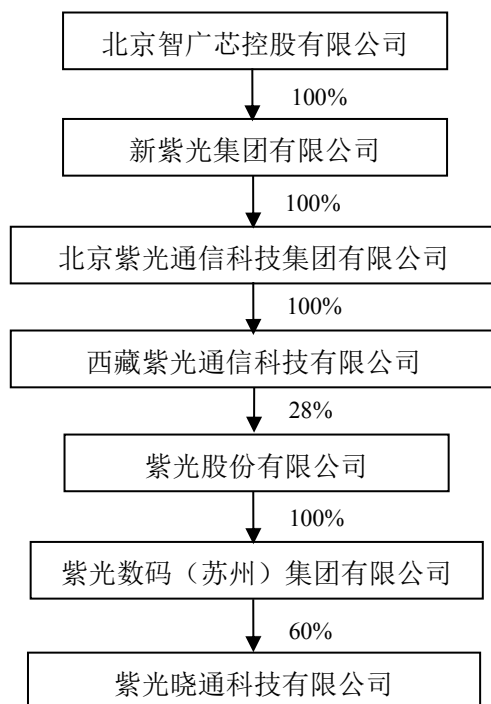 北京智广芯控股有限公司
100%
新紫光集团有限公司
100%
北京紫光通信科技集团有限公司
100%
西藏紫光通信科技有限公司
28%
紫光股份有限公司
100%
紫光数码（苏州）集团有限公司
60%
紫光晓通科技有限公司